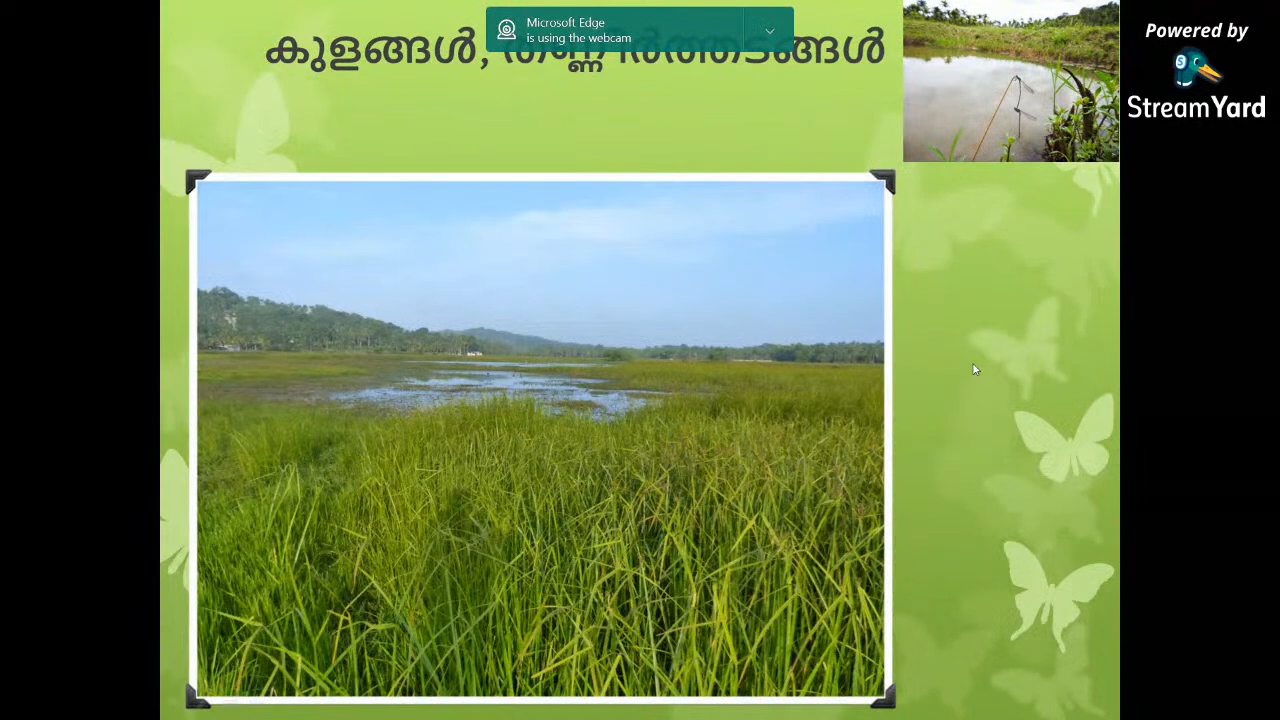 Microsoft Edge
is using the webcam
കുളങ്ങൾ,
Powered by
StreamYard